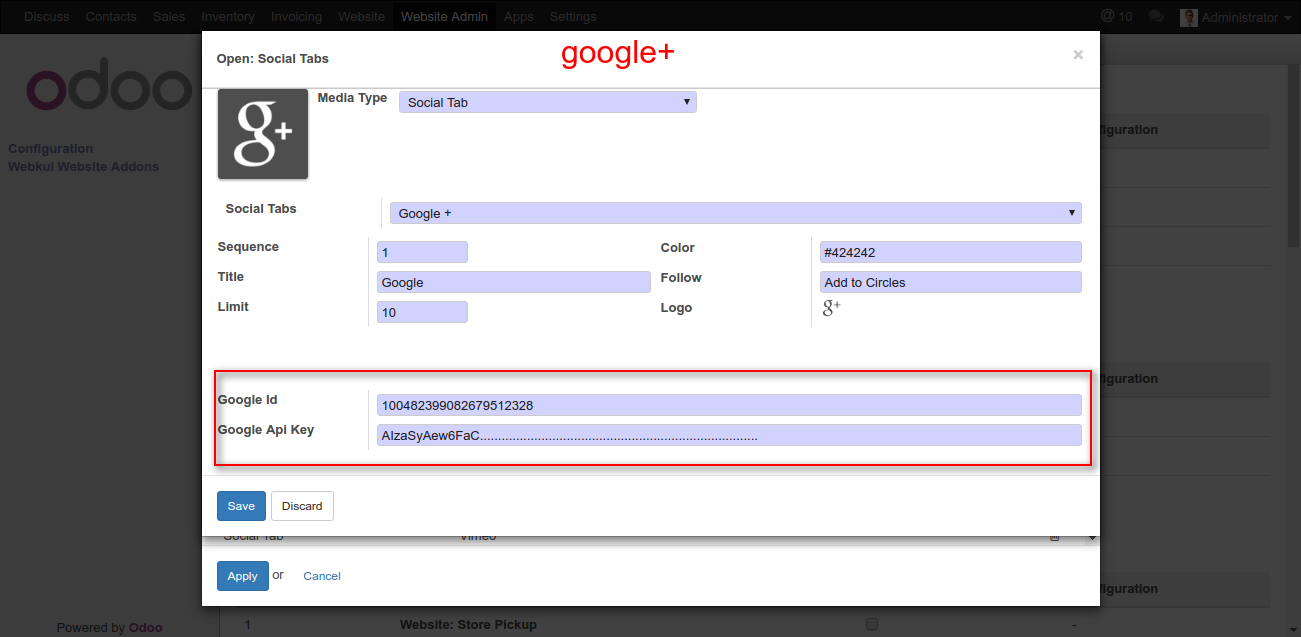 Discuss Contacts Sales Inventory Invoicing Website Website Admin Apps Settings @ 10 Administrator
google+
Open: Social Tabs ×
odoo
g+
Media Type Social Tab
Configuration
Webkul Website Addons
figuration
Social Tabs Google +
Sequence 1 Color #424242
Title Google Follow Add to Circles
Limit 10 Logo g+
figuration
Google Id 100482399082679512328
Google Api Key AIzaSyAew6FaC.............................................................................
Save Discard
Social Tab Vimeo
Apply or Cancel
figuration
Powered by Odoo 1 Website: Store Pickup -